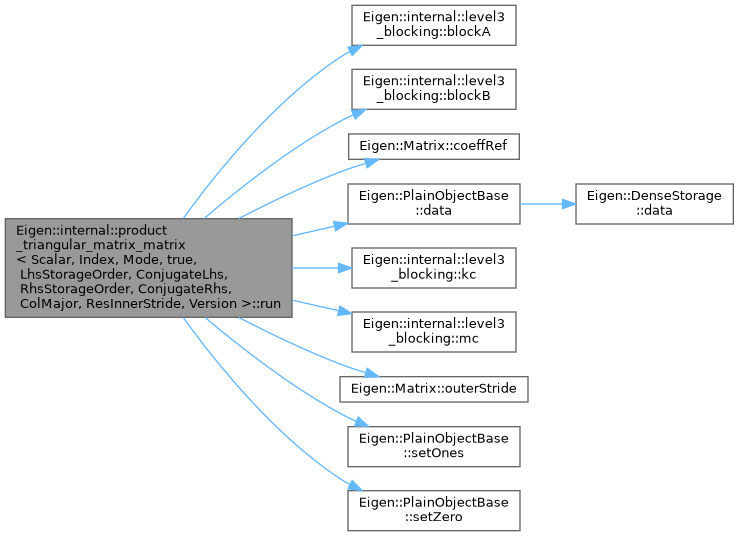 Eigen::internal::product
_triangular_matrix_matrix
< Scalar, Index, Mode, true,
LhsStorageOrder, ConjugateLhs,
RhsStorageOrder, ConjugateRhs,
ColMajor, ResInnerStride, Version >::run
Eigen::internal::level3
_blocking::blockA
Eigen::internal::level3
_blocking::blockB
Eigen::Matrix::coeffRef
Eigen::PlainObjectBase
::data
Eigen::DenseStorage
::data
Eigen::internal::level3
_blocking::kc
Eigen::internal::level3
_blocking::mc
Eigen::Matrix::outerStride
Eigen::PlainObjectBase
::setOnes
Eigen::PlainObjectBase
::setZero